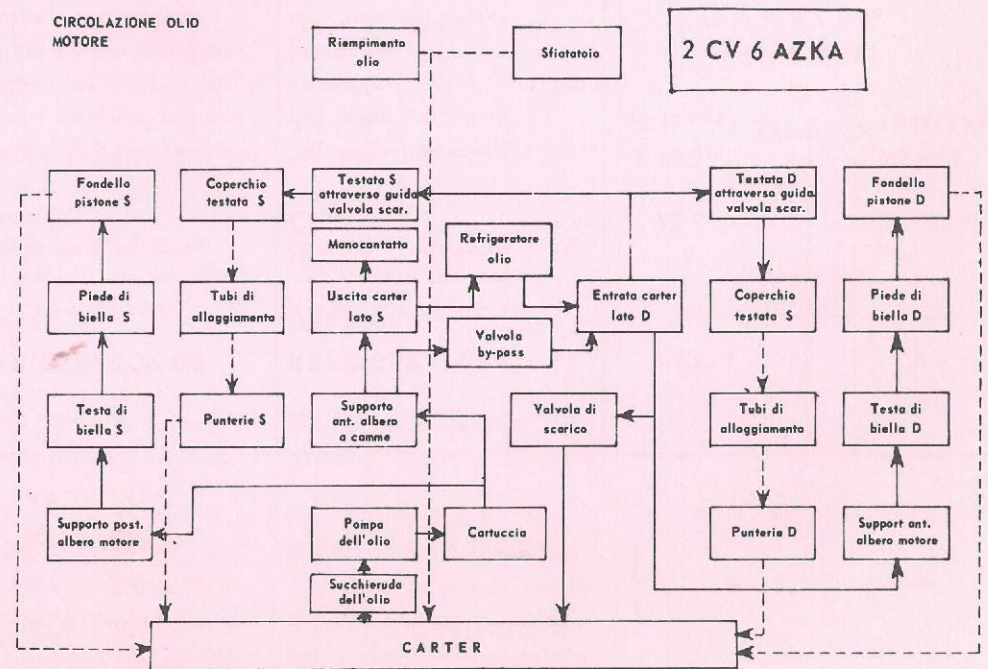 CIRCOLAZIONE OLIO
MOTORE
Riempimento
olio
Sfiatatoio
2 CV 6 AZKA
Fondello
pistone S
Coperchio
testata S
Testata S
attraverso guida
valvola scar.
Testata D
attraverso guida
valvola scar.
Fondella
pistone D
Manocontatto
Refrigeratore
olio
Piede di
biella S
Tubi di
alloggiamento
Uscita carter
lato S
Entrata carter
lato D
Coperchio
testata S
Piede di
biella D
Valvola
by-pass
Testa di
biella S
Punterie S
Supporto
ant. albero
a camme
Valvola di
scarico
Tubi di
alloggiamento
Testa di
biella D
Supporto post.
albero motore
Pompa
dell'olio
Cartuccia
Punterie D
Support ant.
albero motore
Succhieruda
dell'olio
CARTER